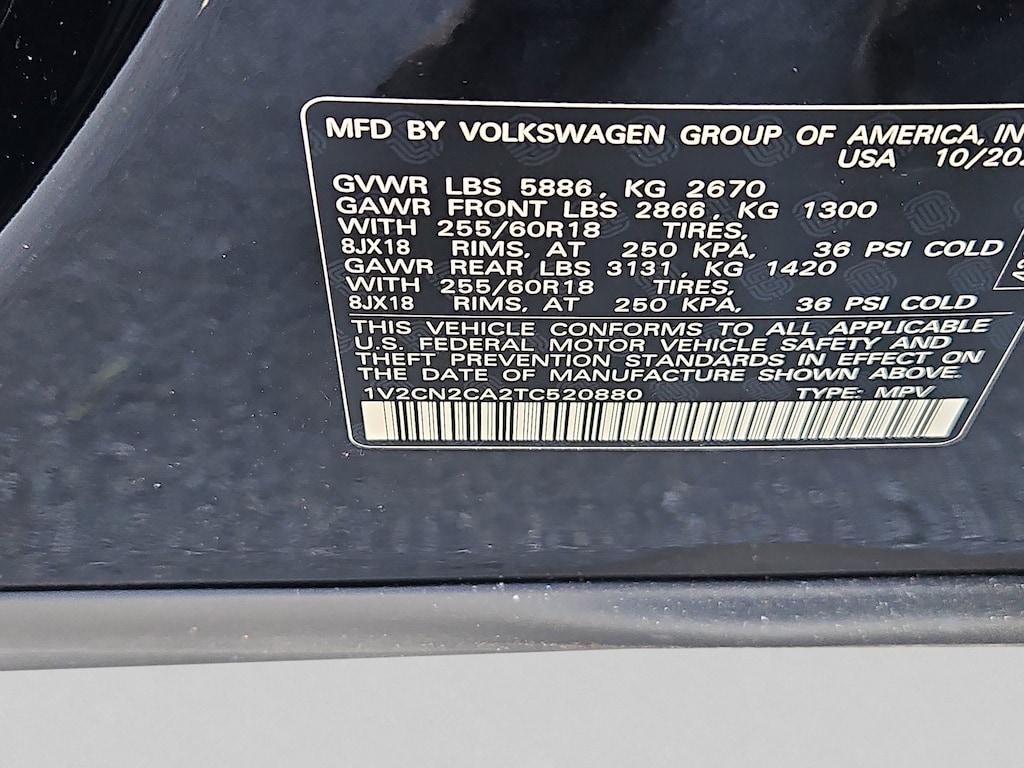 MFD BY VOLKSWAGEN GROUP OF AMERICA,
USA
GVWR LBS 5886, KG 2670
GAWR FRONT LBS 2866, KG 1300
WITH 255/60R18 TIRES,
8JX18 RIMS, AT 250 KPA, 36 PSI COLD
GAWR REAR LBS 3131, KG 1420
WITH 255/60R18 TIRES,
8JX18 RIMS, AT 250 KPA, 36 PSI COLD
THIS VEHICLE CONFORMS TO ALL APPLICABLE
U.S. FEDERAL MOTOR VEHICLE SAFETY AND
THEFT PREVENTION STANDARDS IN EFFECT ON
THE DATE OF MANUFACTURE SHOWN ABOVE.
1V2CN2CA2TC520880 TYPE: MPV